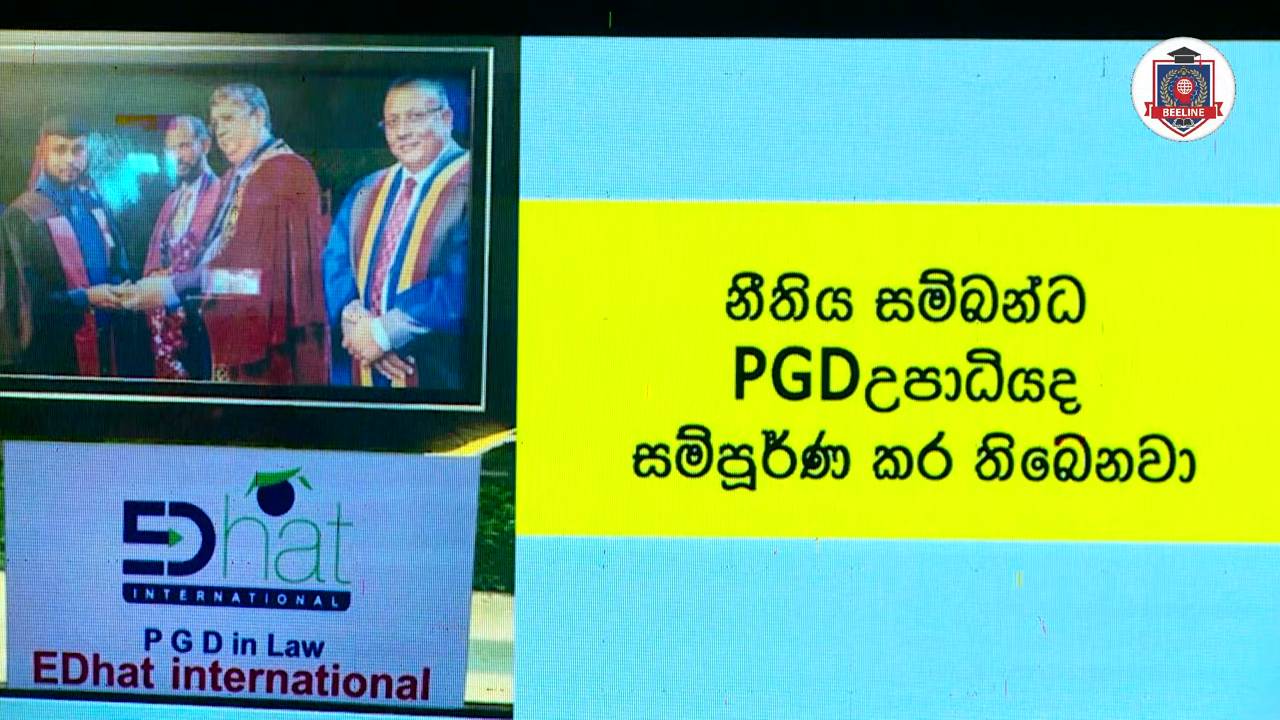 BEELINE
නීතිය සම්බන්ධ
PGDඋපාධියද
සම්පූර්ණ කර තිබෙනවා
EDhat
INTERNATIONAL
P G D in Law
EDhat international